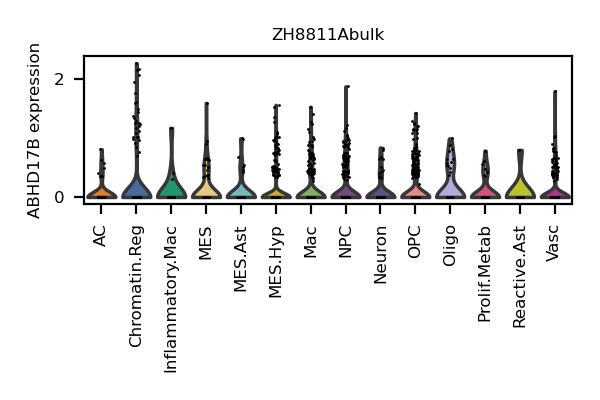 ZH8811Abulk
ABHD17B expression
2
0
AC
Chromatin.Reg
Inflammatory.Mac
MES
MES.Ast
MES.Hyp
Mac
NPC
Neuron
OPC
Oligo
Prolif.Metab
Reactive.Ast
Vasc